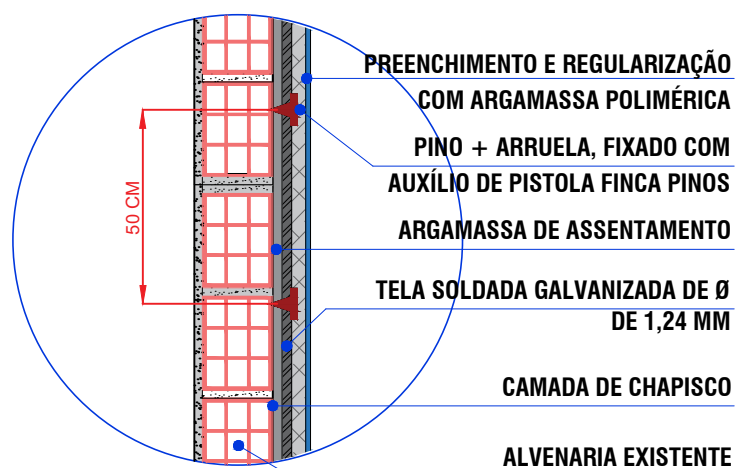 PREENCHIMENTO E REGULARIZAÇÃO
COM ARGAMASSA POLIMÉRICA
PINO + ARRUELA, FIXADO COM
AUXÍLIO DE PISTOLA FINCA PINOS
50 CM
ARGAMASSA DE ASSENTAMENTO
TELA SOLDADA GALVANIZADA DE Ø
DE 1,24 MM
CAMADA DE CHAPISCO
ALVENARIA EXISTENTE